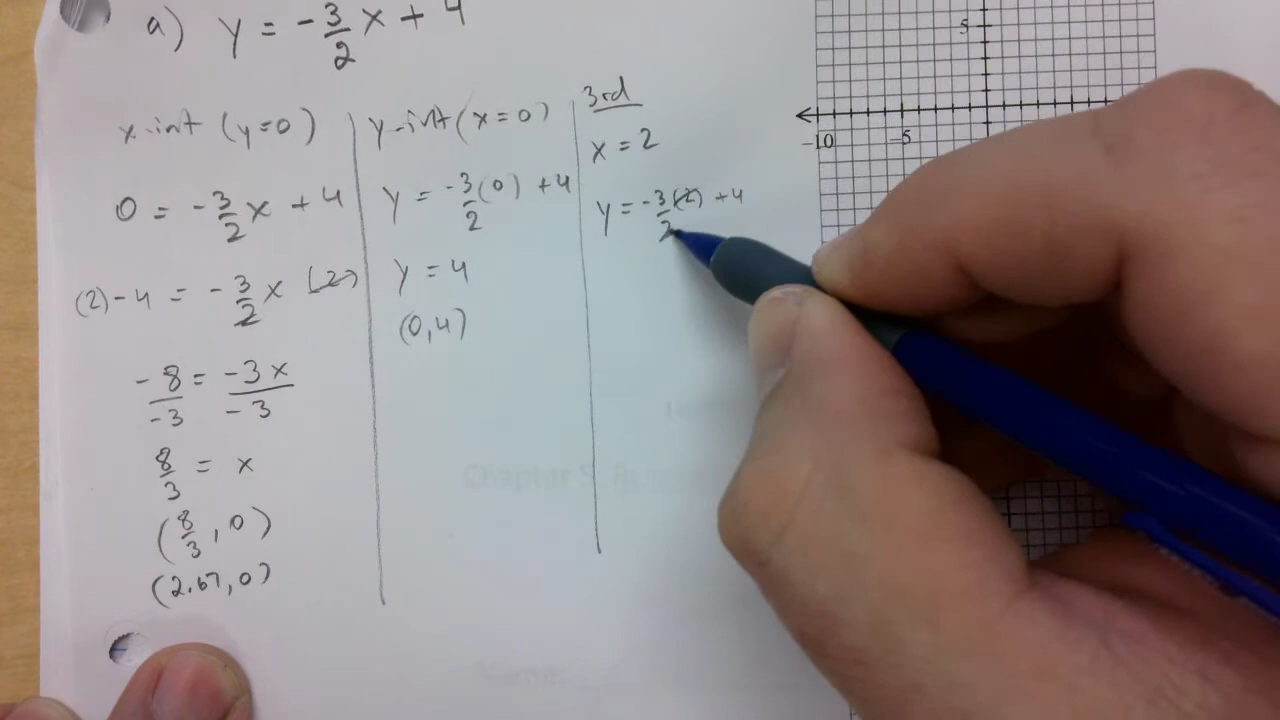 a) y = -3/2 x + 4
x-int (y=0)
0 = -3/2 x + 4
(2) -4 = -3/2 x (2)
-8/-3 = -3x/-3
8/3 = x
(8/3, 0)
(2.67, 0)
y-int (x=0)
y = -3/2 (0) + 4
y = 4
(0,4)
3rd
x = 2
y = -3/2 (2) + 4
5
-10
-5